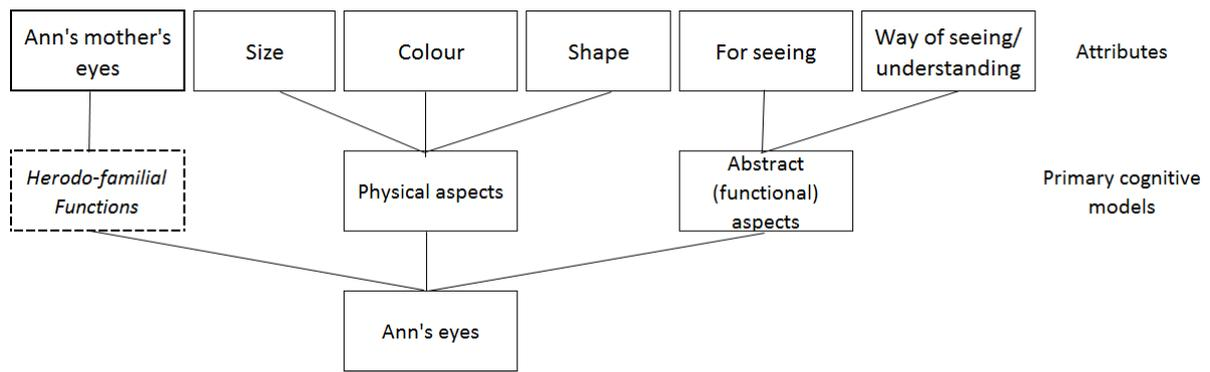 Ann's mother's
eyes
Size
Colour
Shape
For seeing
Way of seeing/
understanding
Attributes
Herodo-familial
Functions
Physical aspects
Abstract
(functional)
aspects
Primary cognitive
models
Ann's eyes